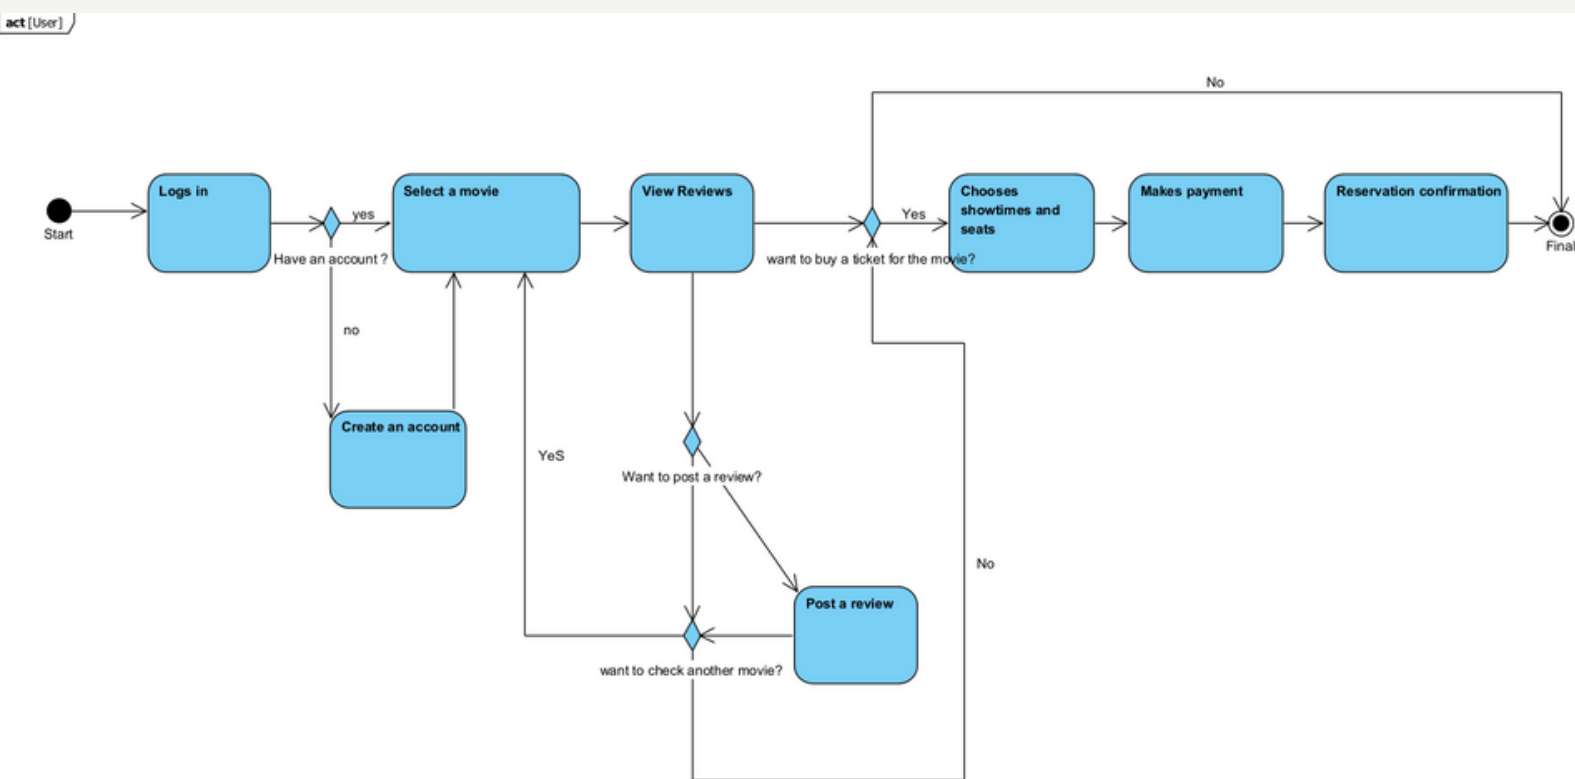 act [User]
No
Logs in
Select a movie
View Reviews
Chooses
showtimes and
seats
Makes payment
Reservation confirmation
yes
Yes
Start
Final
Have an account ?
want to buy a ticket for the movie?
no
Create an account
YeS
Want to post a review?
No
Post a review
want to check another movie?